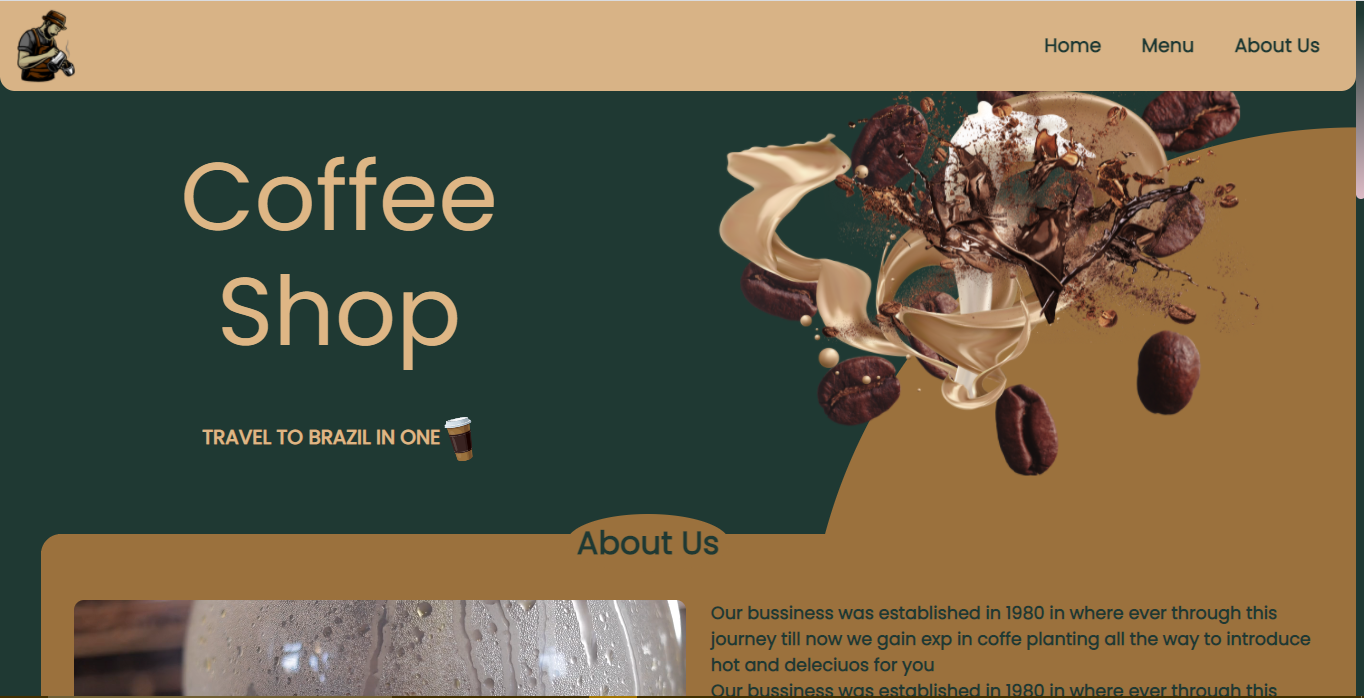 Home
Menu
About Us
Coffee
Shop
TRAVEL TO BRAZIL IN ONE
About Us
Our bussiness was established in 1980 in where ever through this
journey till now we gain exp in coffe planting all the way to introduce
hot and deleciuos for you
Our bussiness was established in 1980 in where ever through this